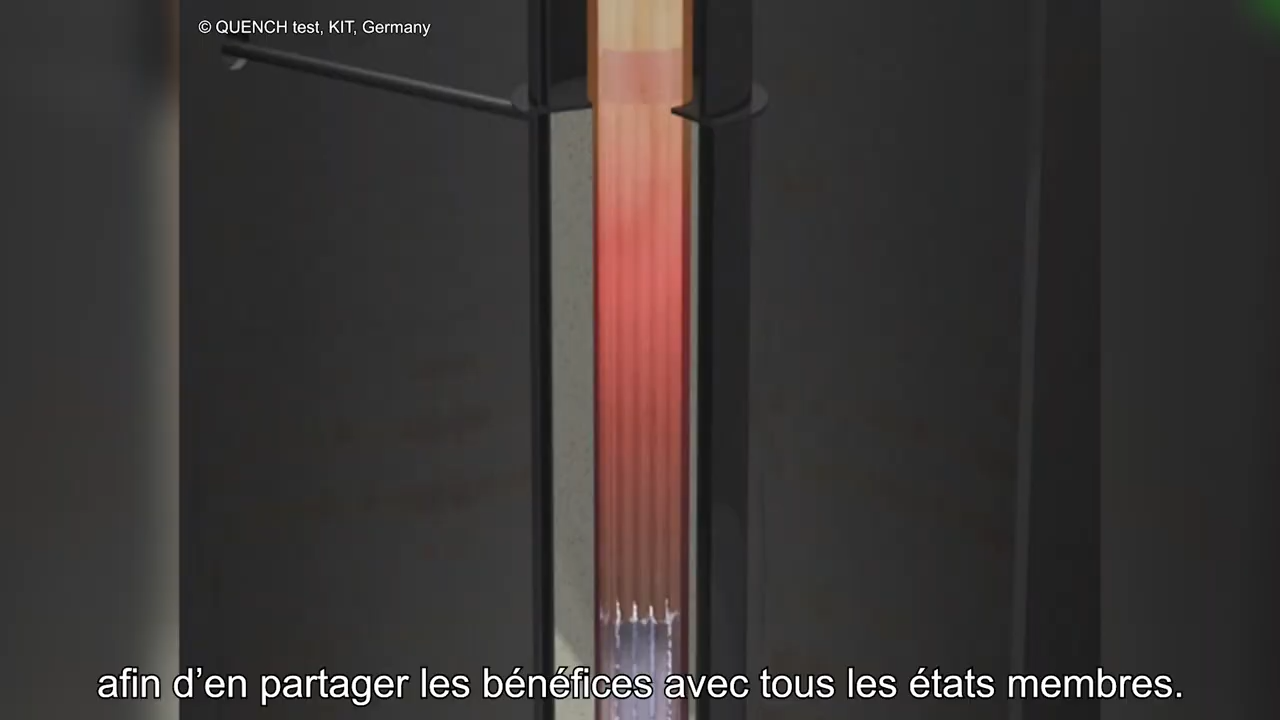 © QUENCH test, KIT, Germany
afin d’en partager les bénéfices avec tous les états membres.